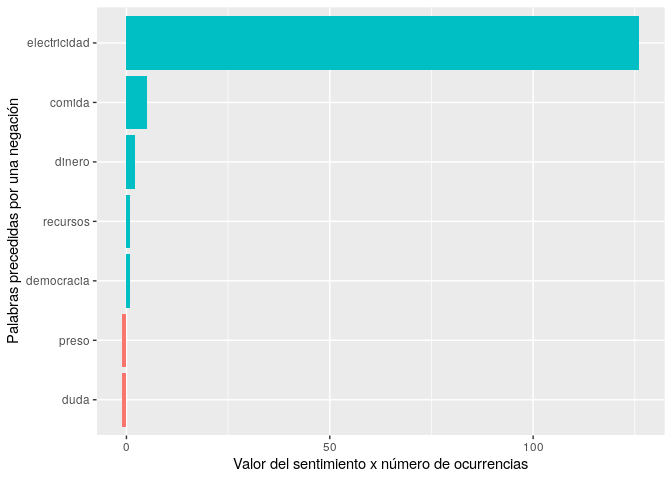 electricidad
comida
dinero
recursos
democracia
preso
duda
Palabras precedidas por una negación
0 50 100
Valor del sentimiento x número de ocurrencias